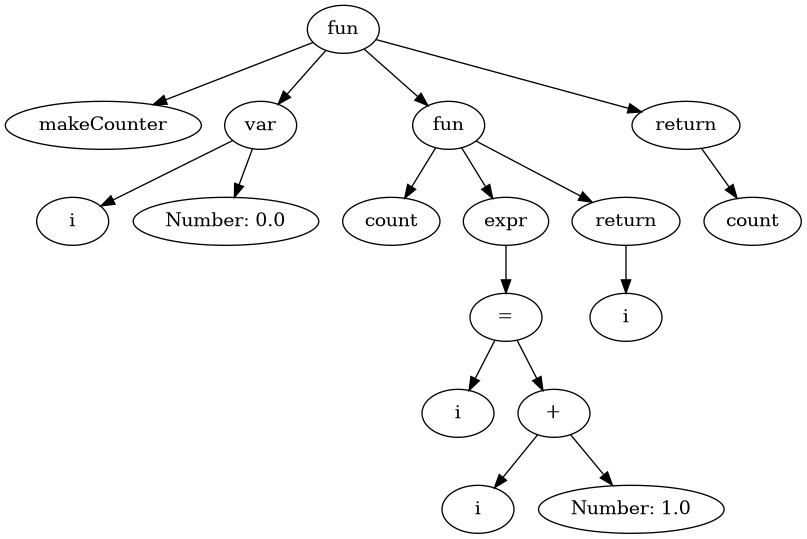 fun
makeCounter var fun return
i Number: 0.0 count expr return count
= i
i +
i Number: 1.0